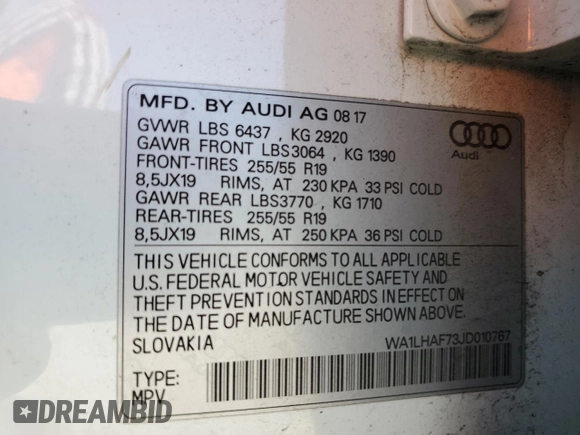 MFD. BY AUDI AG 08 17
GVWR LBS 6437 , KG 2920
GAWR FRONT LBS3064 , KG 1390
FRONT-TIRES 255/55 R19
8,5JX19 RIMS, AT 230 KPA 33 PSI COLD
GAWR REAR LBS3770 , KG 1710
REAR-TIRES 255/55 R19
8,5JX19 RIMS, AT 250 KPA 36 PSI COLD
Audi
THIS VEHICLE CONFORMS TO ALL APPLICABLE
U.S. FEDERAL MOTOR VEHICLE SAFETY AND
THEFT PREVENTION STANDARDS IN EFFECT ON
THE DATE OF MANUFACTURE SHOWN ABOVE.
SLOVAKIA WA1LHAF73JD010767
TYPE:
MPV
DREAMBID